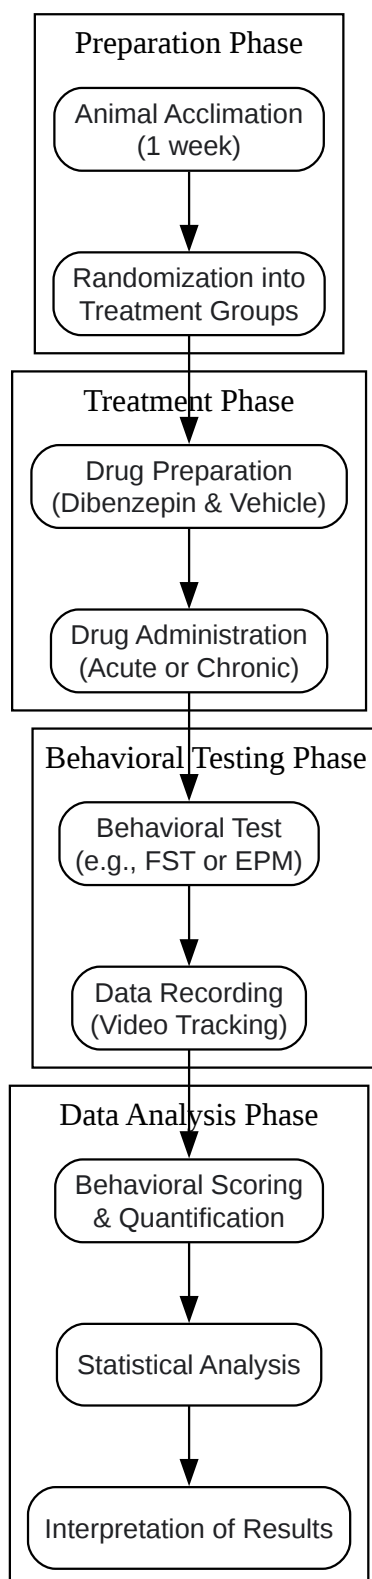 Preparation Phase
Animal Acclimation
(1 week)
Randomization into
Treatment Groups
Treatment Phase
Drug Preparation
(Dibenzepin & Vehicle)
Drug Administration
(Acute or Chronic)
Behavioral Testing Phase
Behavioral Test
(e.g., FST or EPM)
Data Recording
(Video Tracking)
Data Analysis Phase
Behavioral Scoring
& Quantification
Statistical Analysis
Interpretation of Results